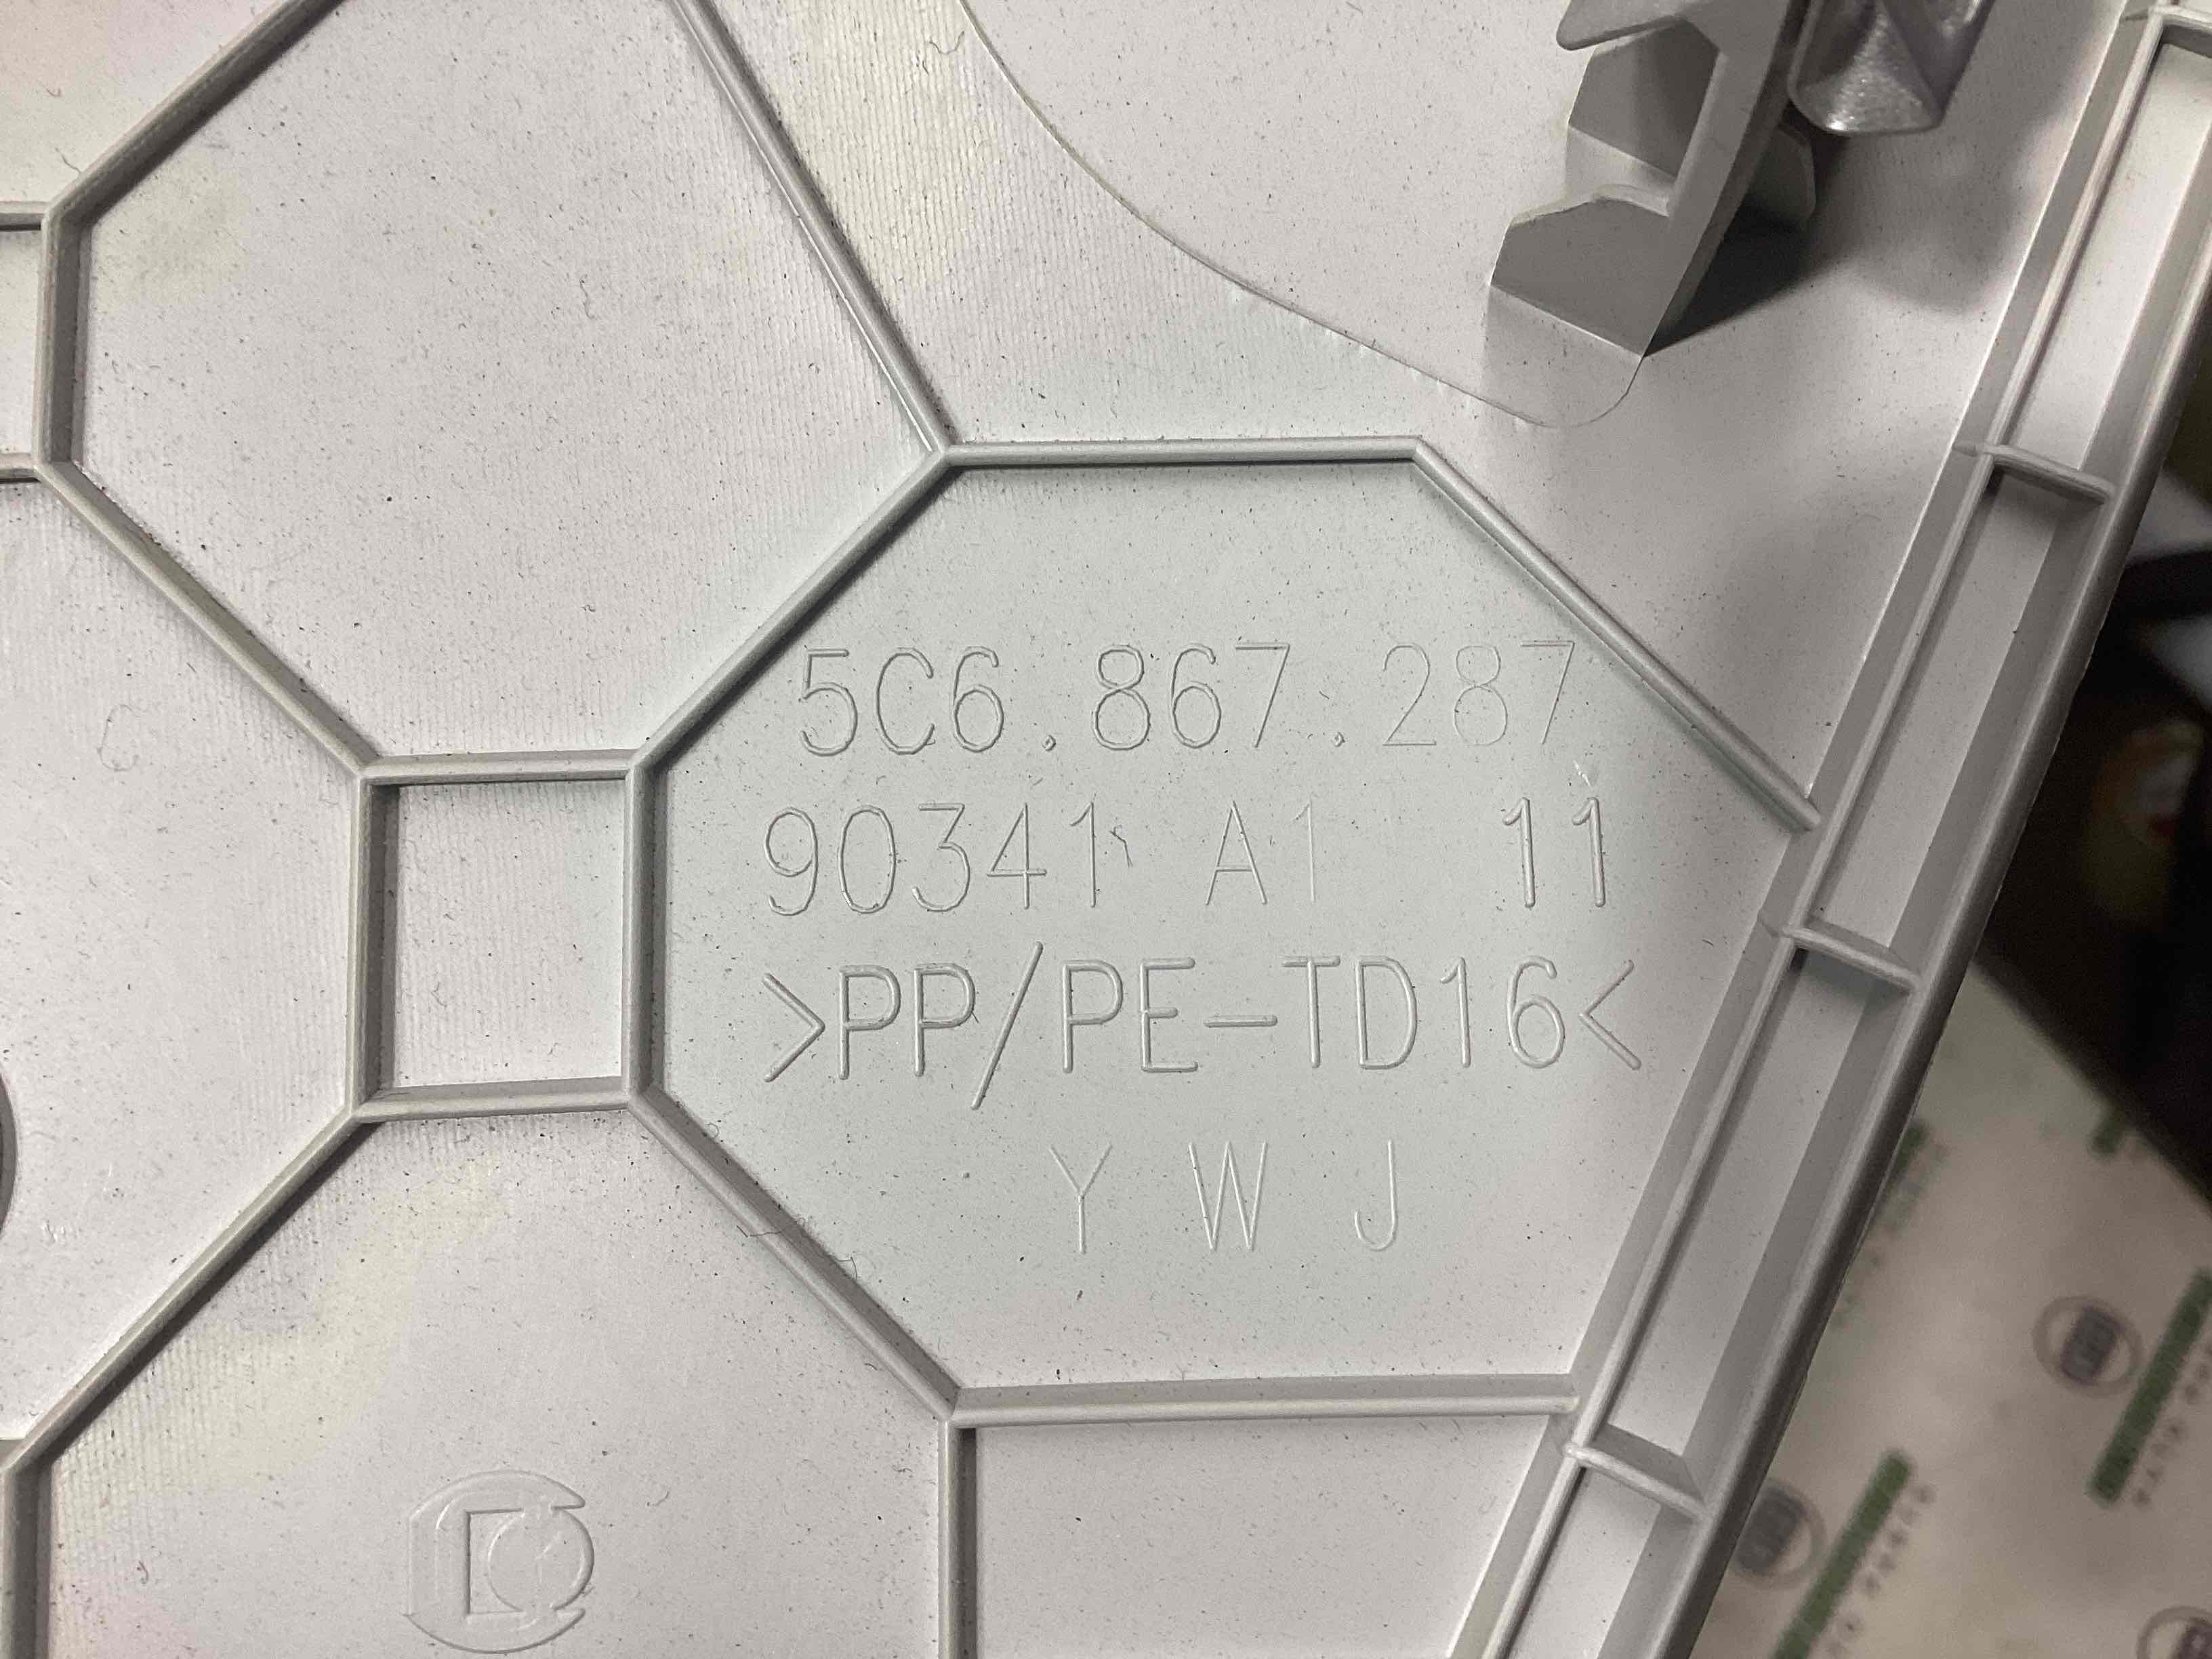 5C6.867.287
90341 A1 11
>PP/PE-TD16<
Y W J